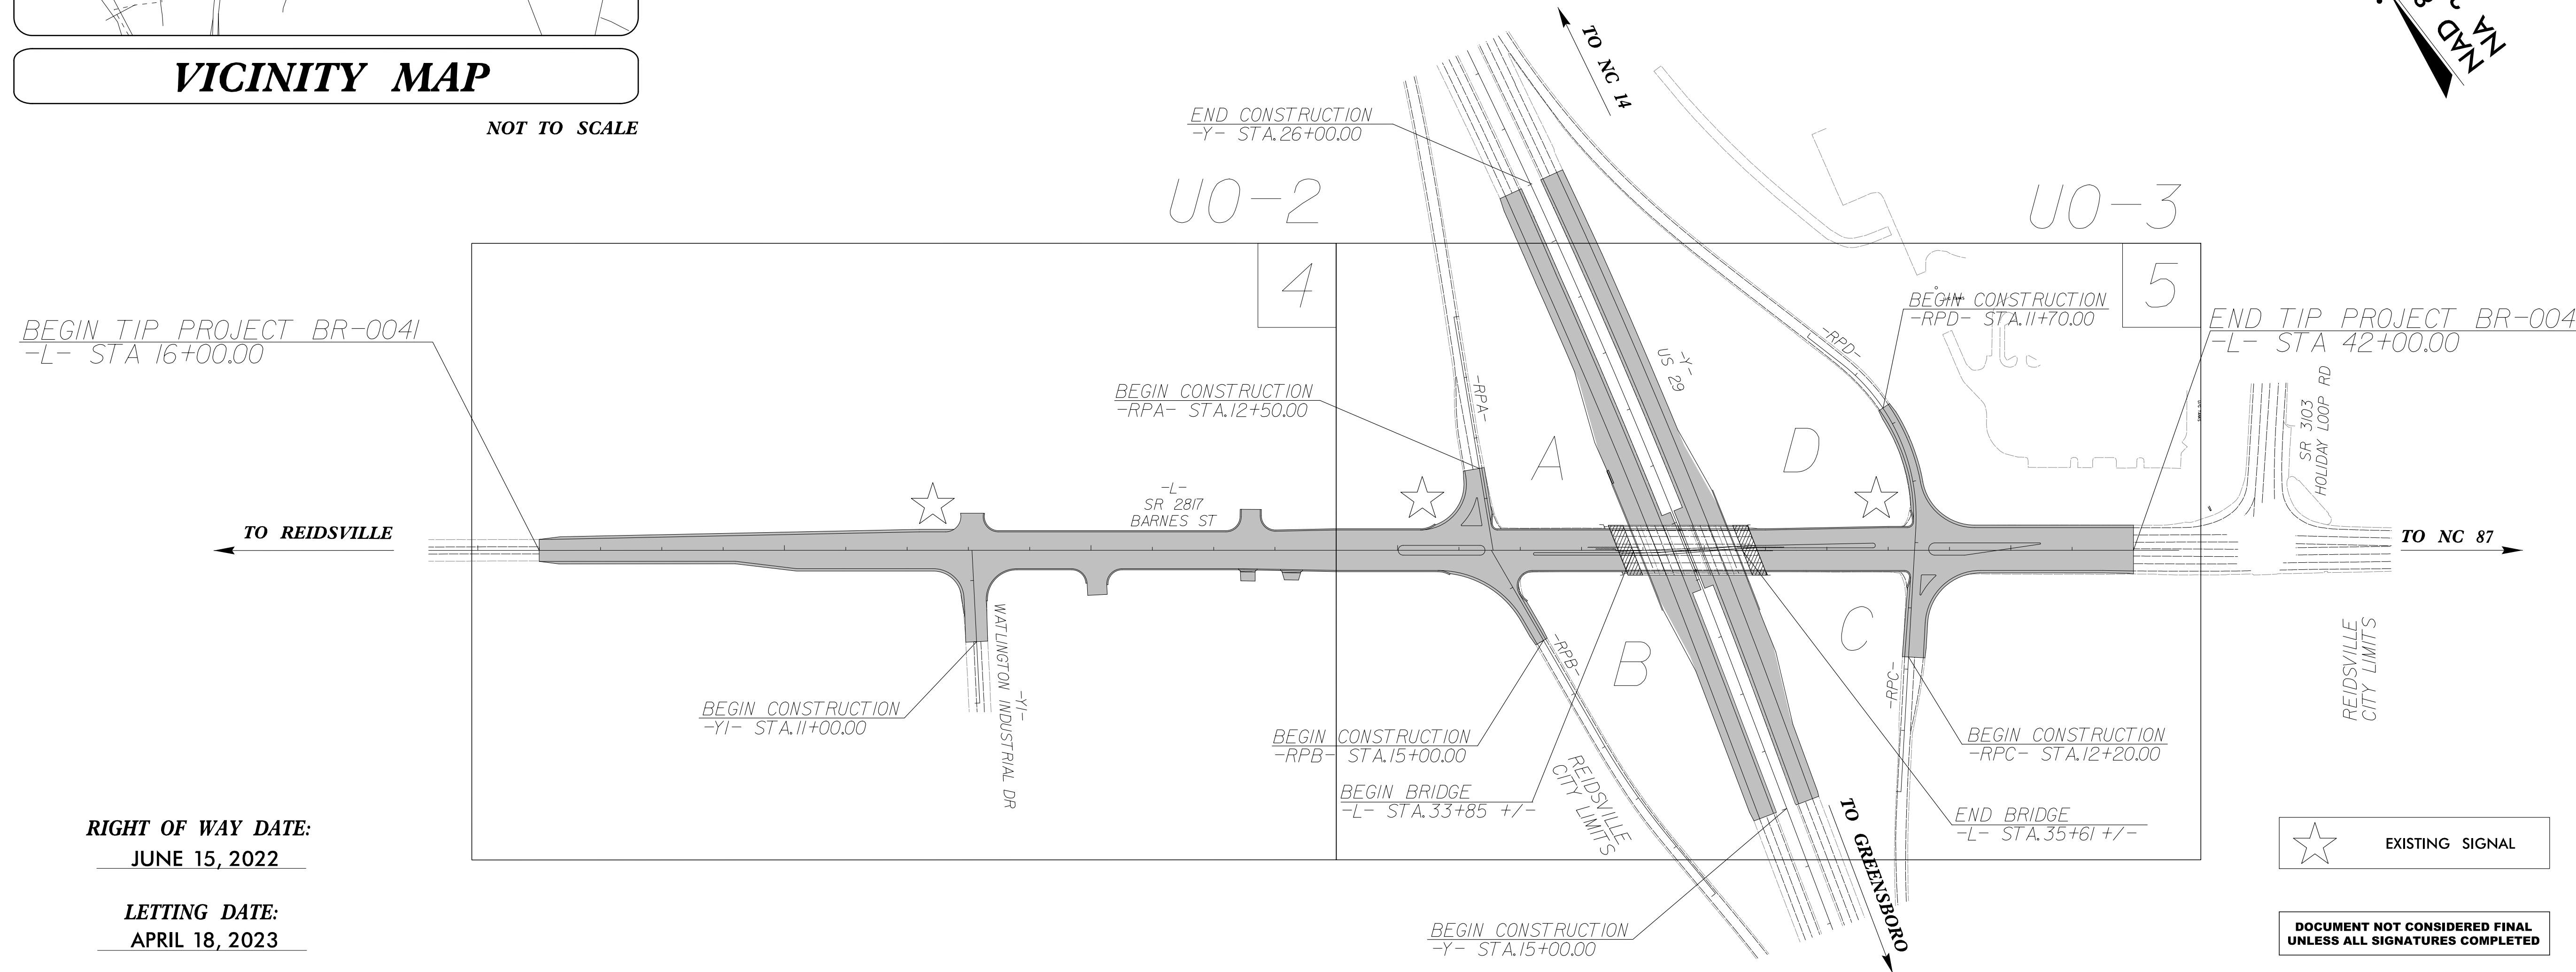 VICINITY MAP
NOT TO SCALE
NAD 8
NA 2
TO NC 14
END CONSTRUCTION
-Y- STA.26+00.00
UO-2
UO-3
4
5
BEGIN TIP PROJECT BR-0041
-L- STA 16+00.00
BEGIN CONSTRUCTION
-RPD- STA.11+70.00
END TIP PROJECT BR-004
-L- STA 42+00.00
-RPD-
-Y-
US 29
BEGIN CONSTRUCTION
-RPA- STA.12+50.00
-RPA-
SR 3103
HOLIDAY LOOP RD
A
D
-L-
SR 2817
BARNES ST
TO REIDSVILLE
TO NC 87
WATLINGTON INDUSTRIAL DR
-Y1-
B
C
-RPB-
-RPC-
REIDSVILLE
CITY LIMITS
BEGIN CONSTRUCTION
-Y1- STA.11+00.00
BEGIN CONSTRUCTION
-RPB- STA.15+00.00
BEGIN CONSTRUCTION
-RPC- STA.12+20.00
BEGIN BRIDGE
-L- STA.33+85 +/-
REIDSVILLE
CITY LIMITS
END BRIDGE
-L- STA.35+61 +/-
TO GREENSBORO
BEGIN CONSTRUCTION
-Y- STA.15+00.00
RIGHT OF WAY DATE:
JUNE 15, 2022
LETTING DATE:
APRIL 18, 2023
EXISTING SIGNAL
DOCUMENT NOT CONSIDERED FINAL
UNLESS ALL SIGNATURES COMPLETED